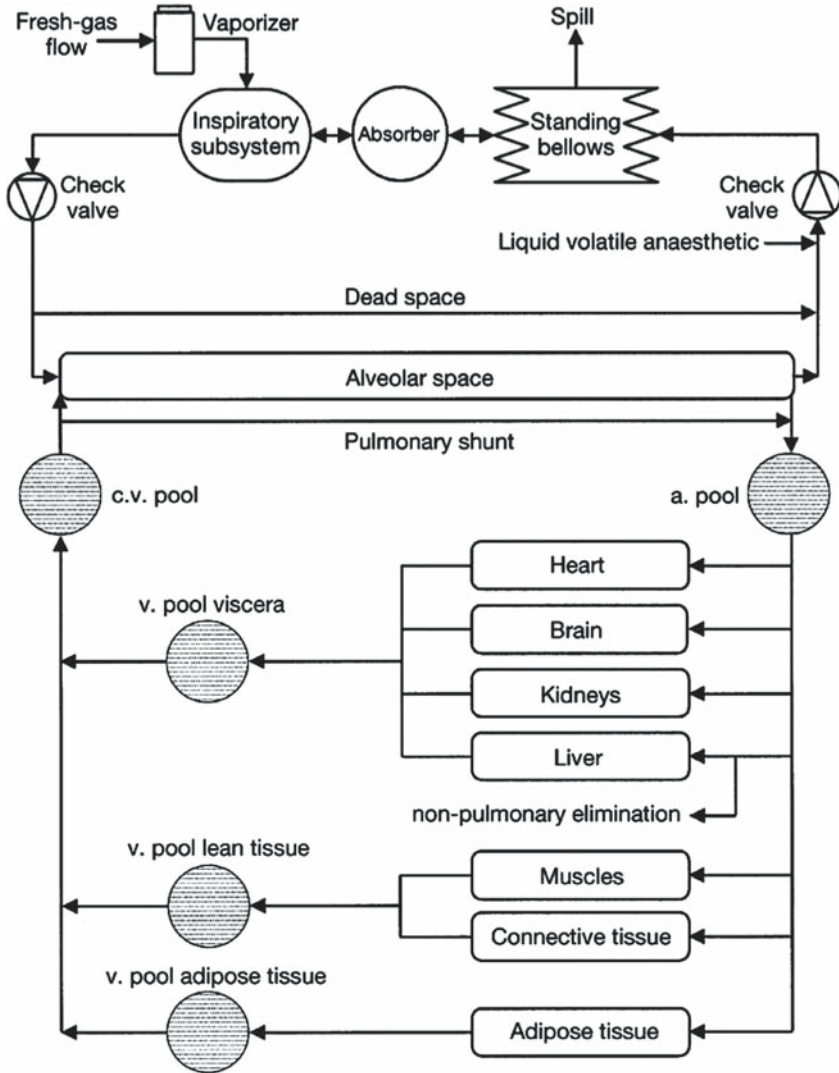 Fresh-gas
flow
Vaporizer
Spill
Inspiratory
subsystem
Absorber
Standing
bellows
Check
valve
Check
valve
Liquid volatile anaesthetic
Dead space
Alveolar space
Pulmonary shunt
c.v. pool
a. pool
Heart
v. pool viscera
Brain
Kidneys
Liver
non-pulmonary elimination
v. pool lean tissue
Muscles
Connective tissue
v. pool adipose tissue
Adipose tissue